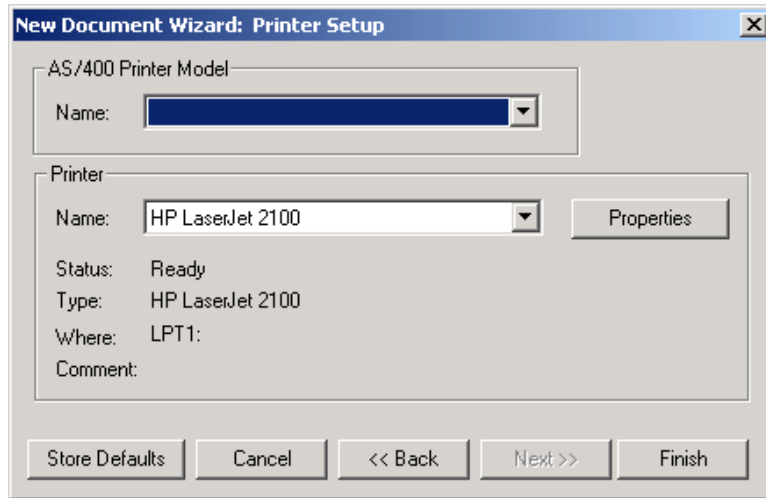 New Document Wizard: Printer Setup
AS/400 Printer Model
Name:
Printer
Name: HP LaserJet 2100 Properties
Status: Ready
Type: HP LaserJet 2100
Where: LPT1:
Comment:
Store Defaults Cancel << Back Next >> Finish